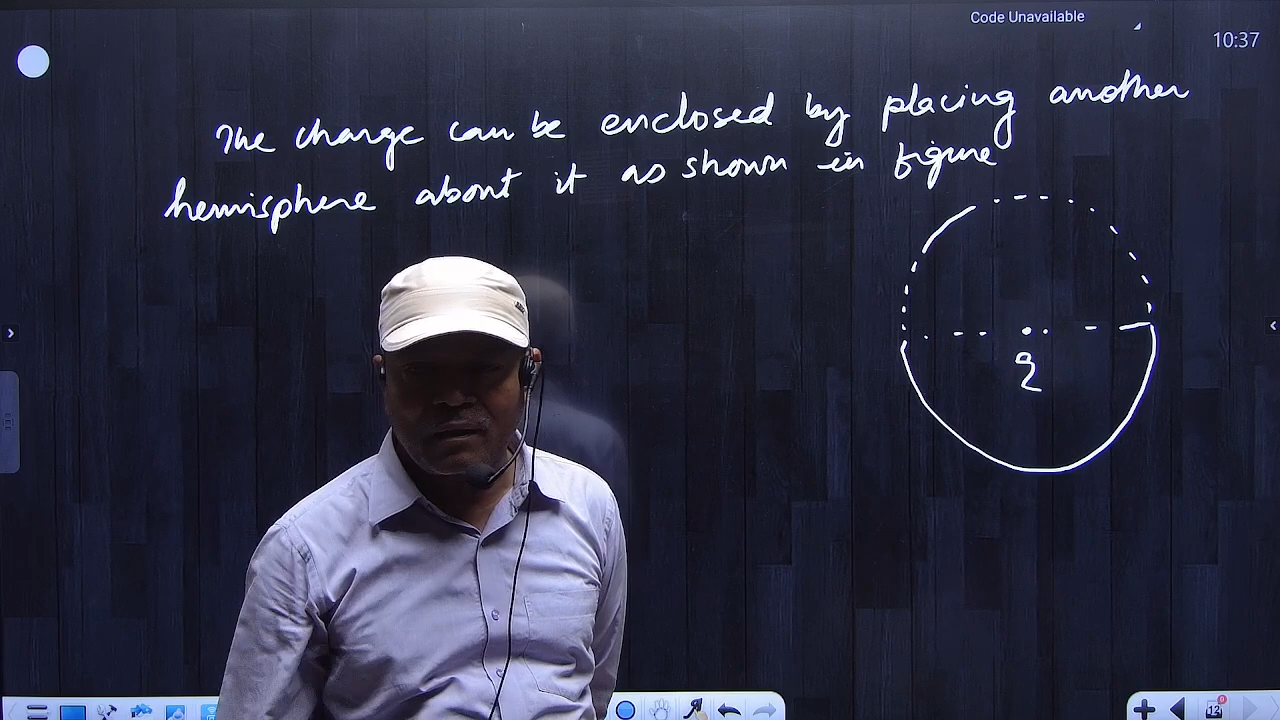 Code Unavailable
10:37
The charge can be enclosed by placing another
hemisphere about it as shown in figure
q
12